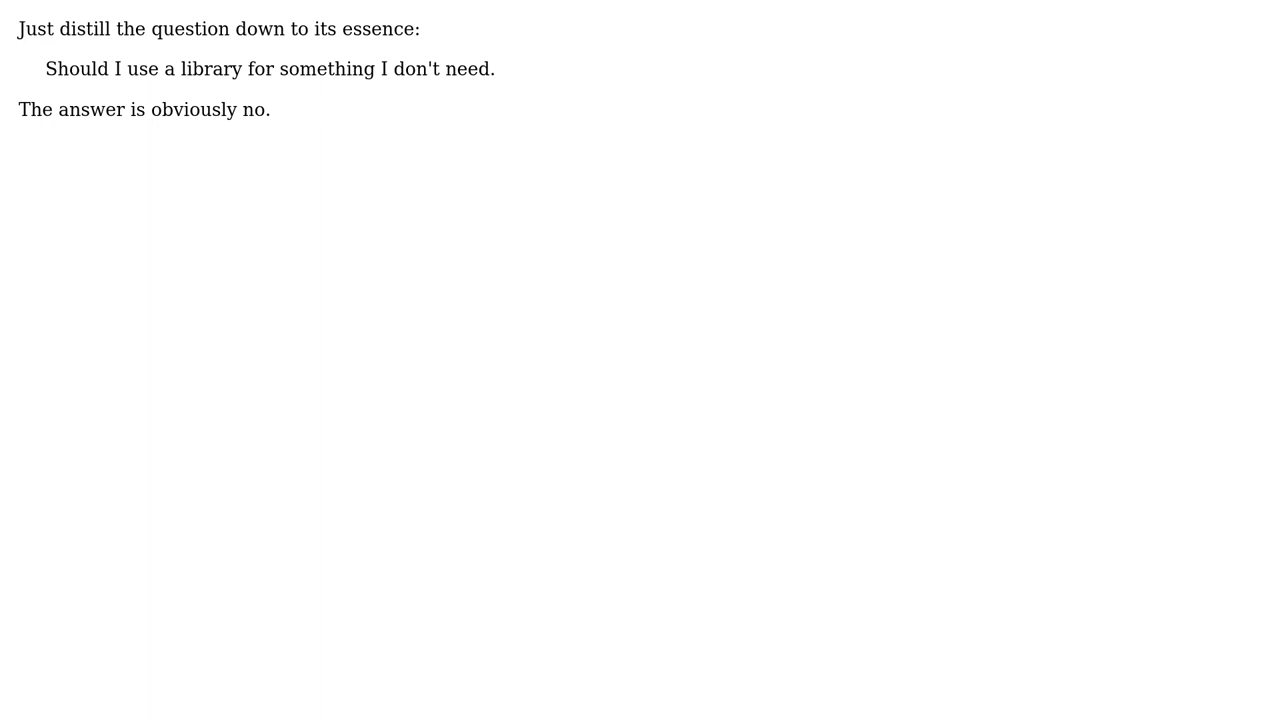 Just distill the question down to its essence:
Should I use a library for something I don't need.
The answer is obviously no.